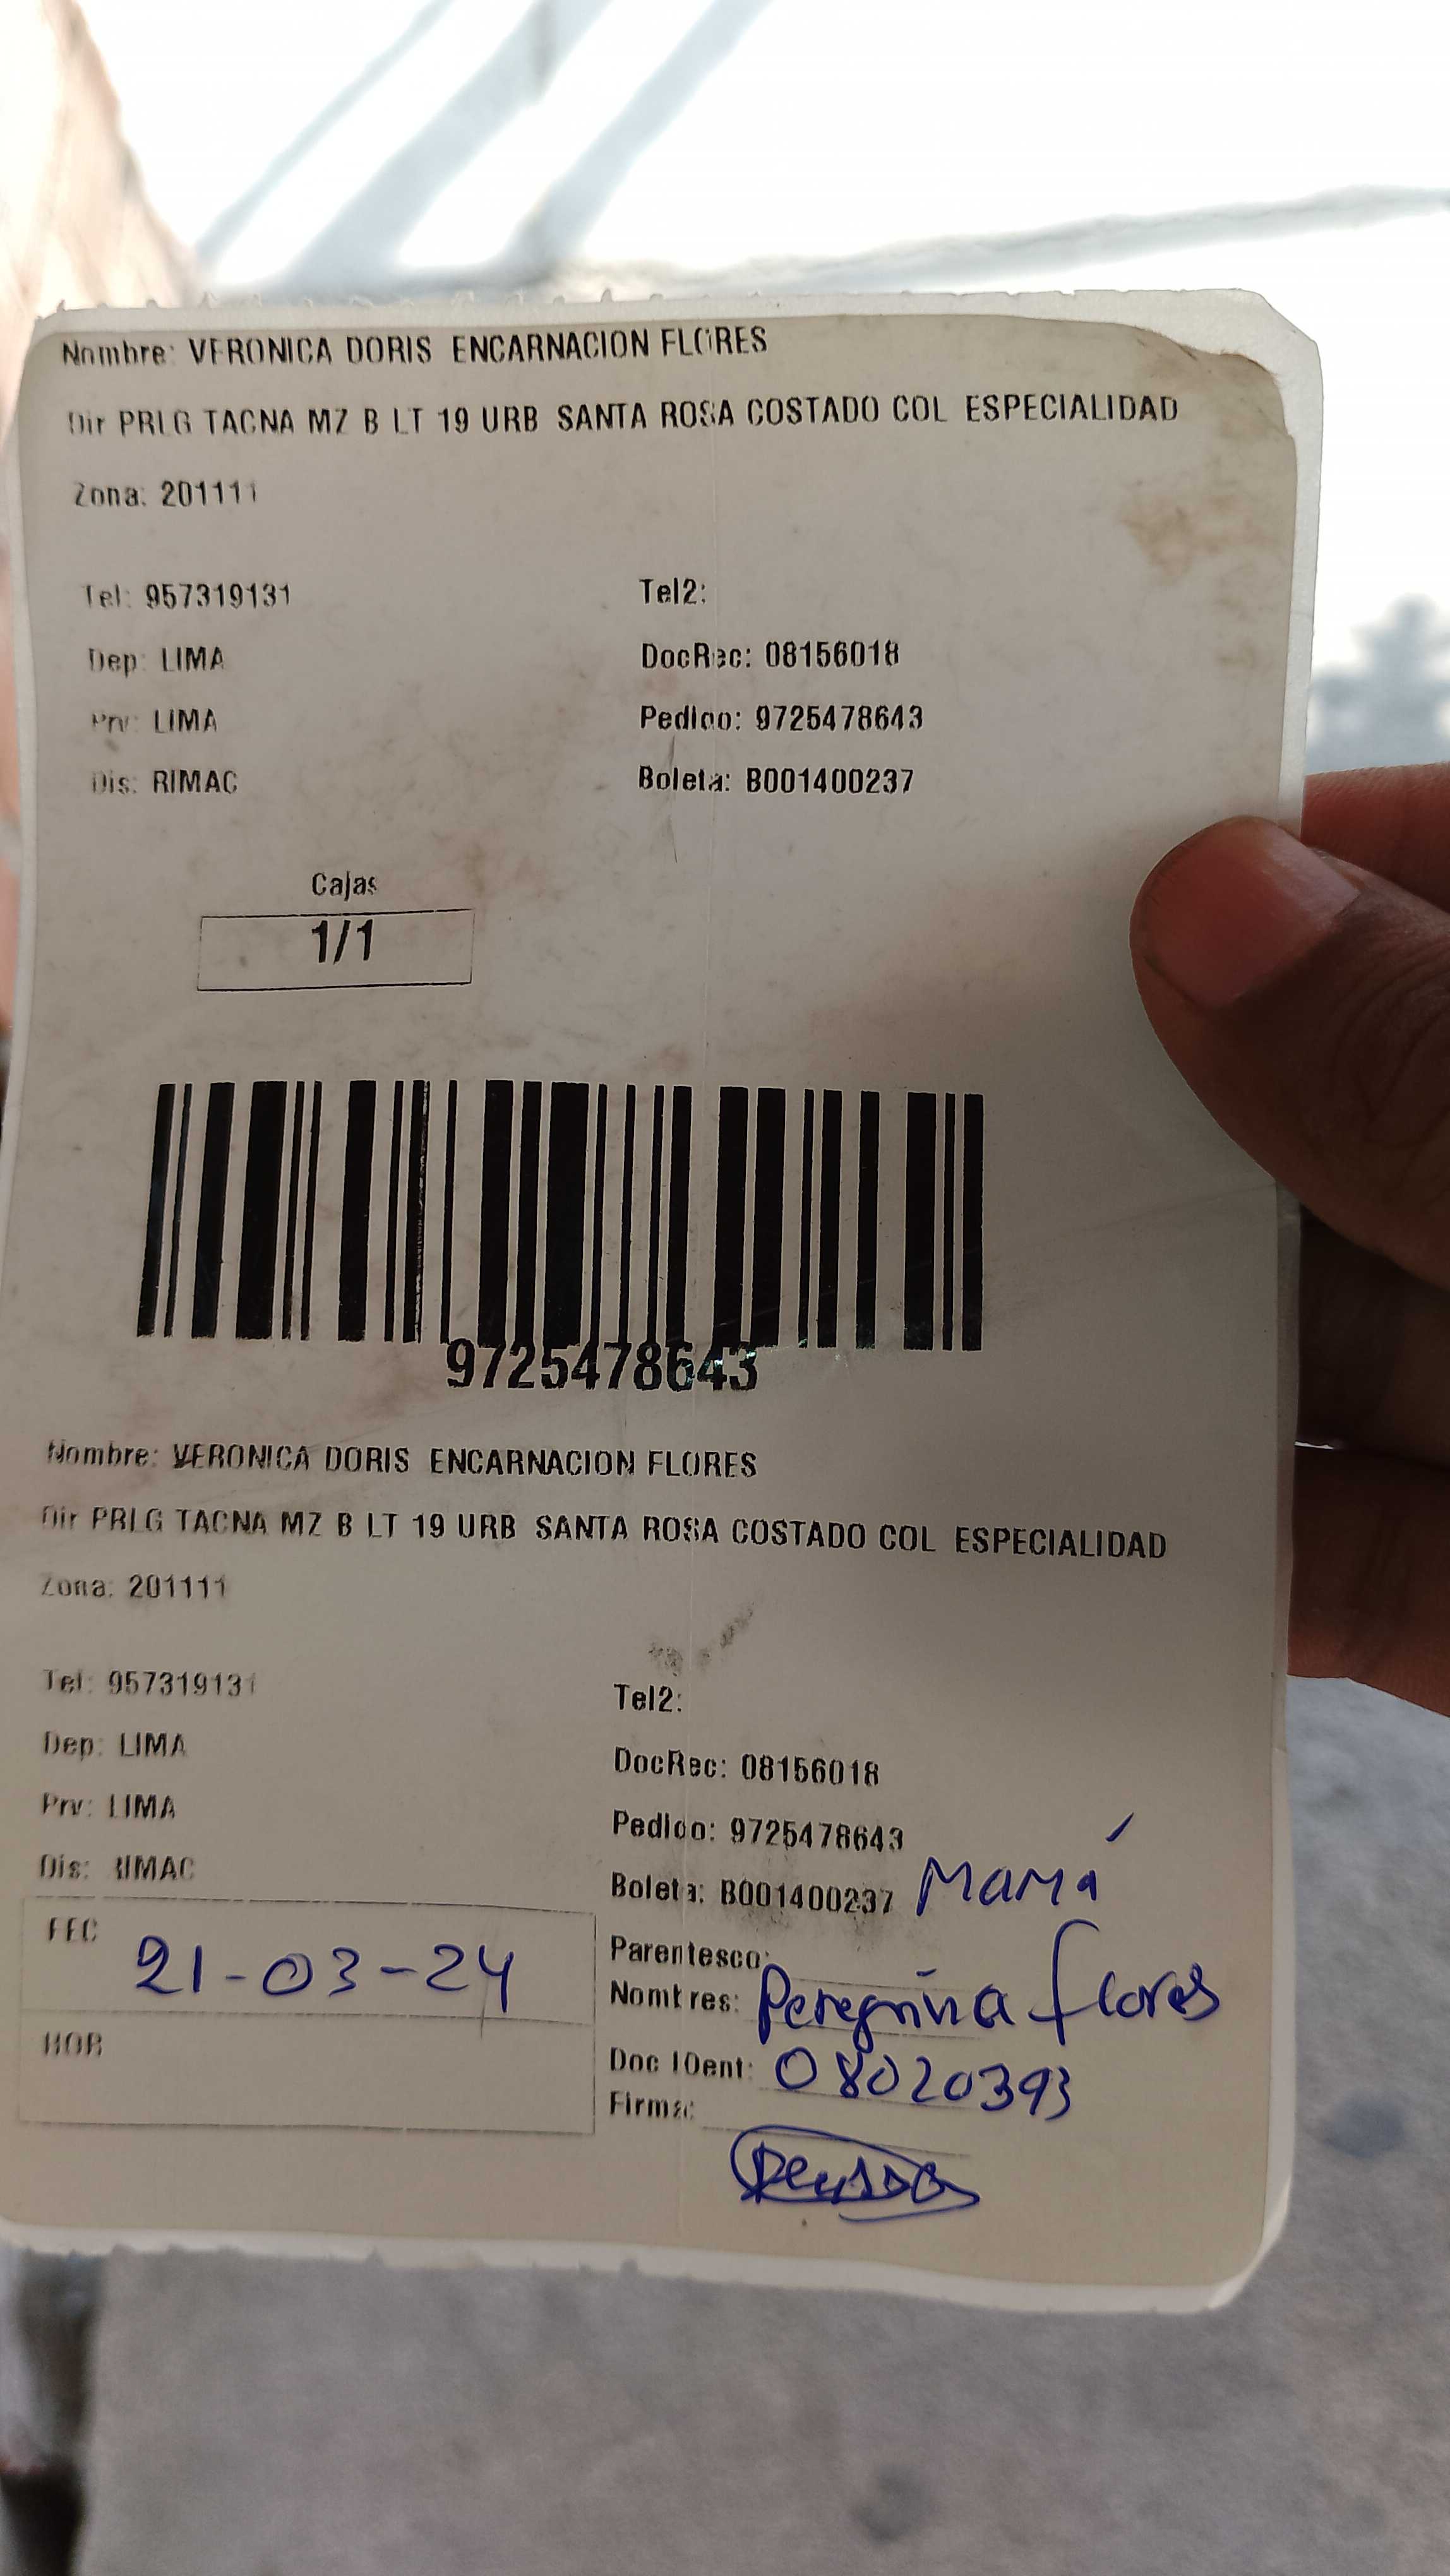 Nombre: VERONICA DORIS ENCARNACION FLORES
Dir PRLG TACNA MZ B LT 19 URB SANTA ROSA COSTADO COL ESPECIALIDAD
Zona: 201111
Tel: 957319131 Tel2:
Dep: LIMA DocRec: 08156018
Prv: LIMA Pedido: 9725478643
Dis: RIMAC Boleta: B001400237
Cajas
1/1
9725478643
Nombre: VERONICA DORIS ENCARNACION FLORES
Dir PRLG TACNA MZ B LT 19 URB SANTA ROSA COSTADO COL ESPECIALIDAD
Zona: 201111
Tel: 957319131 Tel2:
Dep: LIMA DocRec: 08156018
Prv: LIMA Pedido: 9725478643
Dis: RIMAC Boleta: B001400237
FEC 21-03-24
Parentesco: Mamá
Nombres: Peregrina Flores
HOR
Doc IDent: 08020393
Firma: